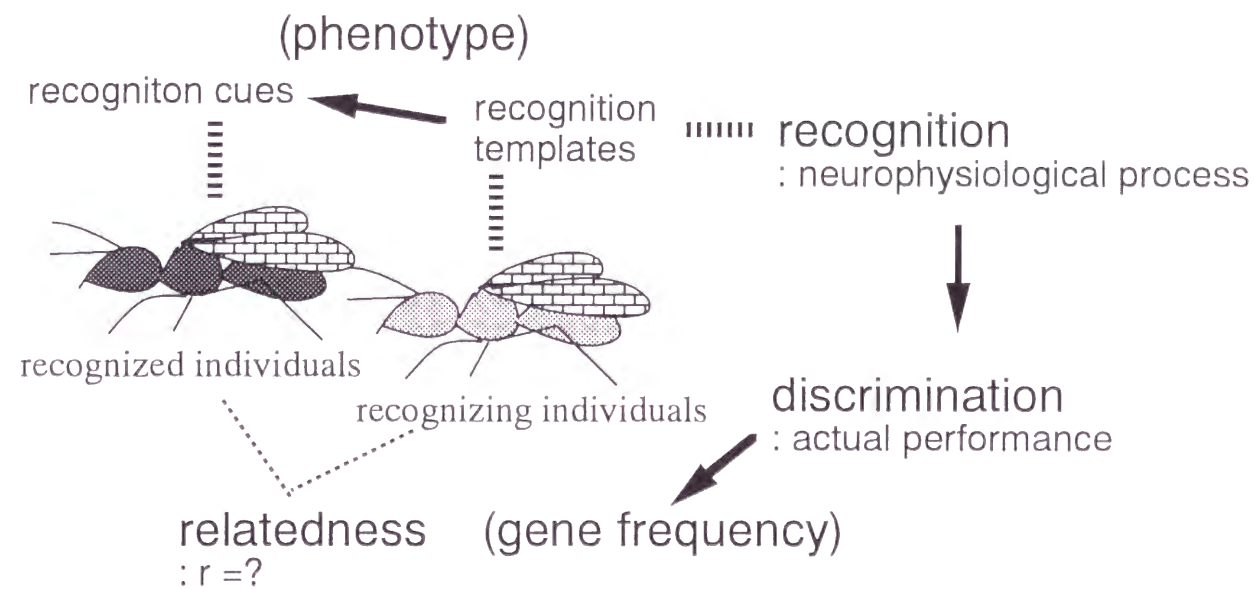 (phenotype)
recogniton cues
recognition
templates
recognition
: neurophysiological process
recognized individuals
recognizing individuals
discrimination
: actual performance
relatedness
: r =?
(gene frequency)